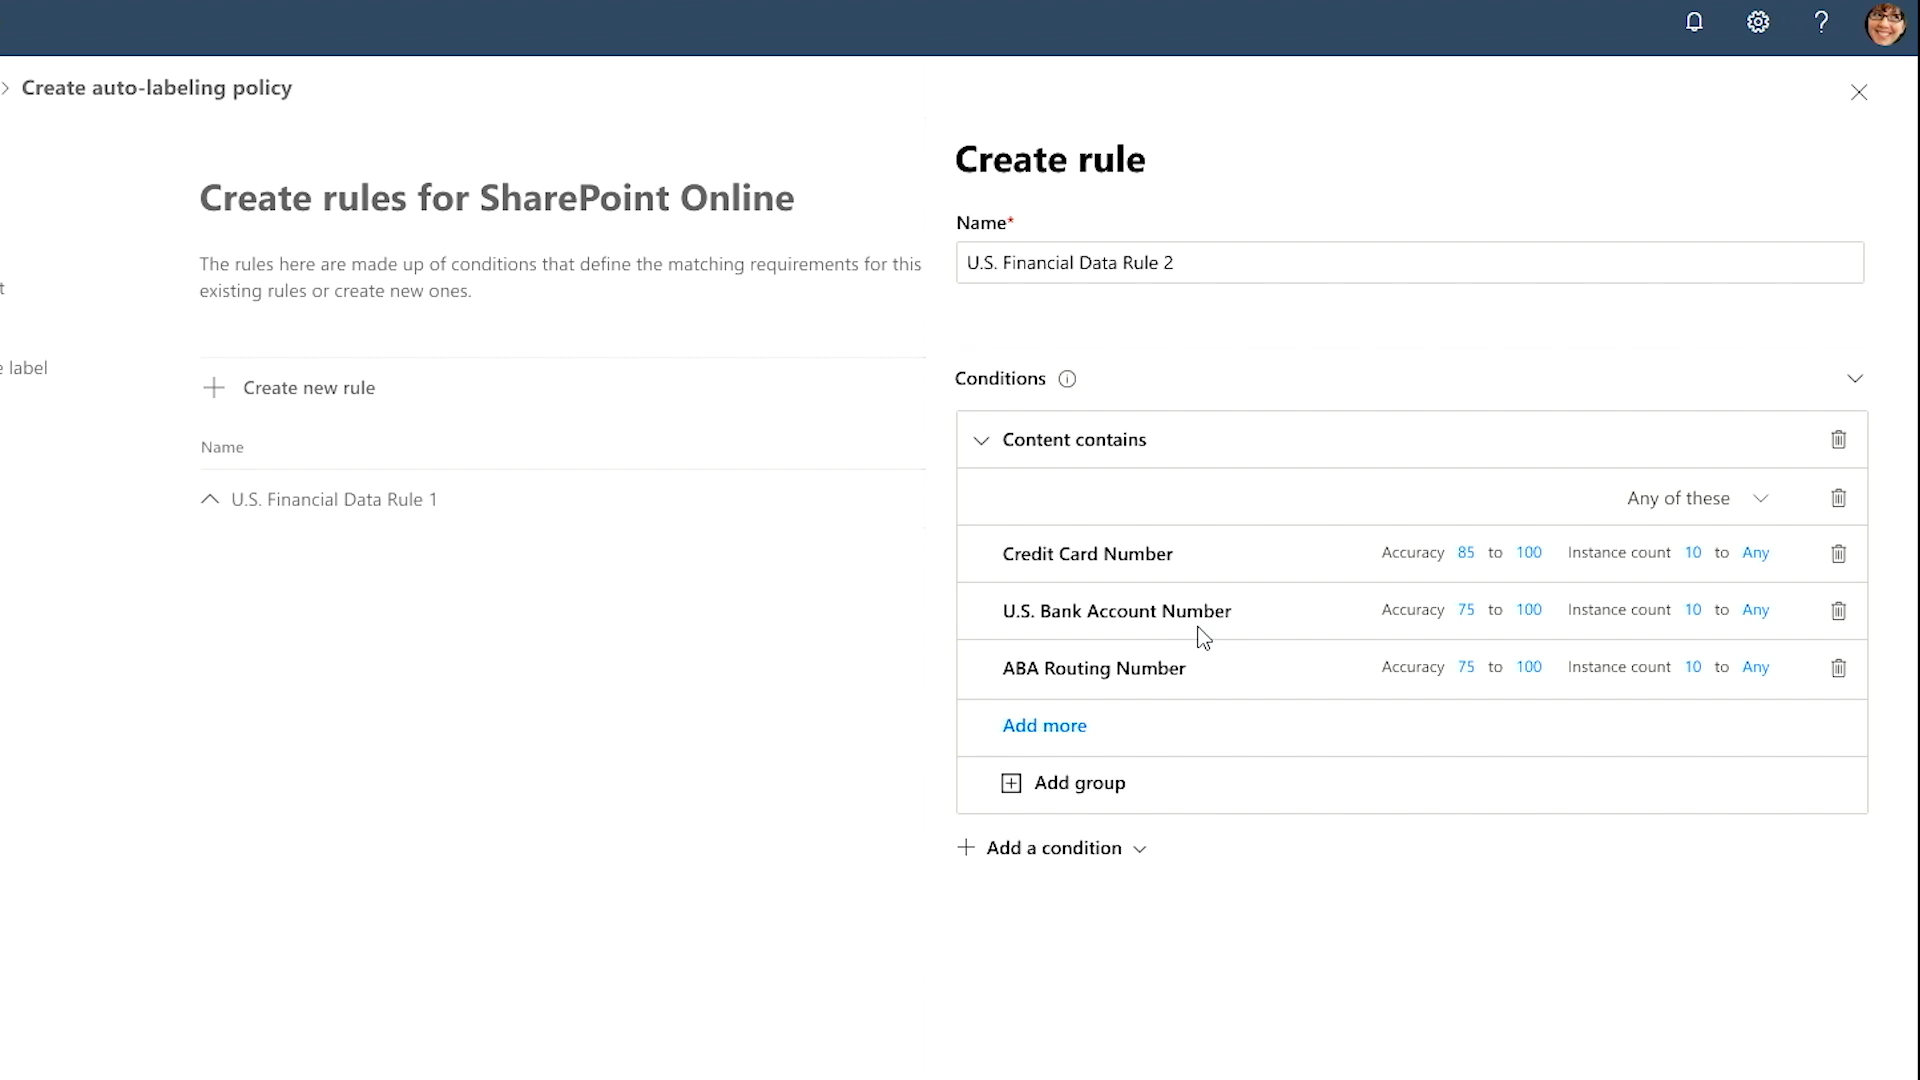 Create auto-labeling policy
Create rule
Create rules for SharePoint Online
Name*
U.S. Financial Data Rule 2
The rules here are made up of conditions that define the matching requirements for this
existing rules or create new ones.
t
e label
Create new rule
Name
U.S. Financial Data Rule 1
Conditions
Content contains
Any of these
Credit Card Number Accuracy 85 to 100 Instance count 10 to Any
U.S. Bank Account Number Accuracy 75 to 100 Instance count 10 to Any
ABA Routing Number Accuracy 75 to 100 Instance count 10 to Any
Add more
Add group
Add a condition